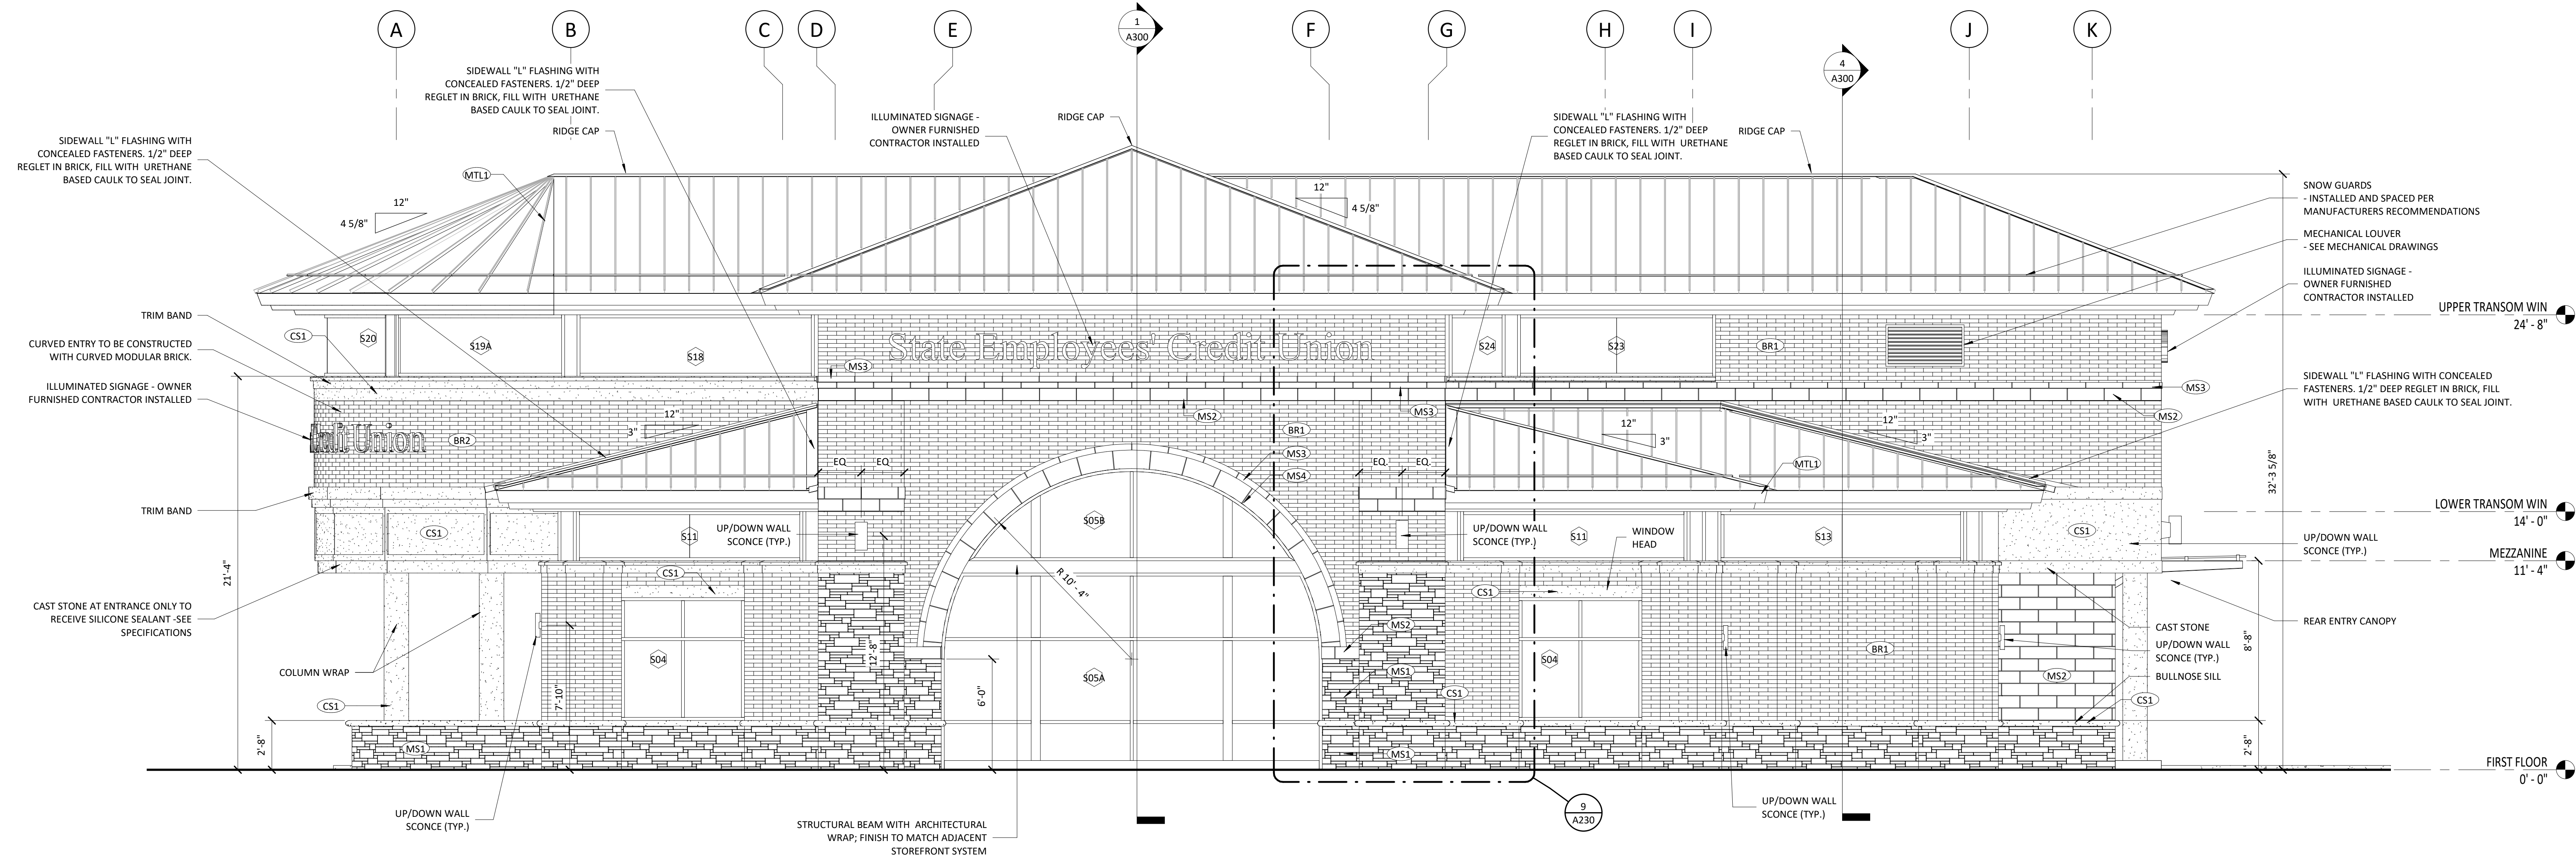 A
B
C
D
E
1
A300
F
G
H
I
4
A300
J
K
SIDEWALL "L" FLASHING WITH
CONCEALED FASTENERS. 1/2" DEEP
REGLET IN BRICK, FILL WITH URETHANE
BASED CAULK TO SEAL JOINT.
RIDGE CAP
ILLUMINATED SIGNAGE -
OWNER FURNISHED
CONTRACTOR INSTALLED
RIDGE CAP
SIDEWALL "L" FLASHING WITH
CONCEALED FASTENERS. 1/2" DEEP
REGLET IN BRICK, FILL WITH URETHANE
BASED CAULK TO SEAL JOINT.
RIDGE CAP
SIDEWALL "L" FLASHING WITH
CONCEALED FASTENERS. 1/2" DEEP
REGLET IN BRICK, FILL WITH URETHANE
BASED CAULK TO SEAL JOINT.
MTL1
12"
4 5/8"
12"
4 5/8"
SNOW GUARDS
- INSTALLED AND SPACED PER
MANUFACTURERS RECOMMENDATIONS
MECHANICAL LOUVER
- SEE MECHANICAL DRAWINGS
ILLUMINATED SIGNAGE -
OWNER FURNISHED
CONTRACTOR INSTALLED
UPPER TRANSOM WIN
24' - 8"
TRIM BAND
CS1
S20
S19A
S18
State Employees' Credit Union
S24
S23
BR1
CURVED ENTRY TO BE CONSTRUCTED
WITH CURVED MODULAR BRICK.
MS3
ILLUMINATED SIGNAGE - OWNER
FURNISHED CONTRACTOR INSTALLED
MS2
MS3
MS3
MS2
SIDEWALL "L" FLASHING WITH CONCEALED
FASTENERS. 1/2" DEEP REGLET IN BRICK, FILL
WITH URETHANE BASED CAULK TO SEAL JOINT.
12"
3"
Union
BR2
BR1
12"
3"
12"
3"
EQ
EQ
MS3
MS4
EQ.
EQ.
MTL1
32'-3 5/8"
TRIM BAND
CS1
S11
UP/DOWN WALL
SCONCE (TYP.)
S05B
UP/DOWN WALL
SCONCE (TYP.)
S11
WINDOW
HEAD
S13
CS1
LOWER TRANSOM WIN
14' - 0"
UP/DOWN WALL
SCONCE (TYP.)
MEZZANINE
11' - 4"
21'-4"
CS1
R 10' - 4"
CS1
CAST STONE AT ENTRANCE ONLY TO
RECEIVE SILICONE SEALANT -SEE
SPECIFICATIONS
MS2
CAST STONE
REAR ENTRY CANOPY
COLUMN WRAP
S04
12'-8"
S05A
S04
MS1
BR1
UP/DOWN WALL
SCONCE (TYP.)
8'-8"
MS2
BULLNOSE SILL
CS1
7'-10"
6'-0"
CS1
CS1
2'-8"
MS1
MS1
2'-8"
FIRST FLOOR
0' - 0"
UP/DOWN WALL
SCONCE (TYP.)
STRUCTURAL BEAM WITH ARCHITECTURAL
WRAP; FINISH TO MATCH ADJACENT
STOREFRONT SYSTEM
9
A230
UP/DOWN WALL
SCONCE (TYP.)